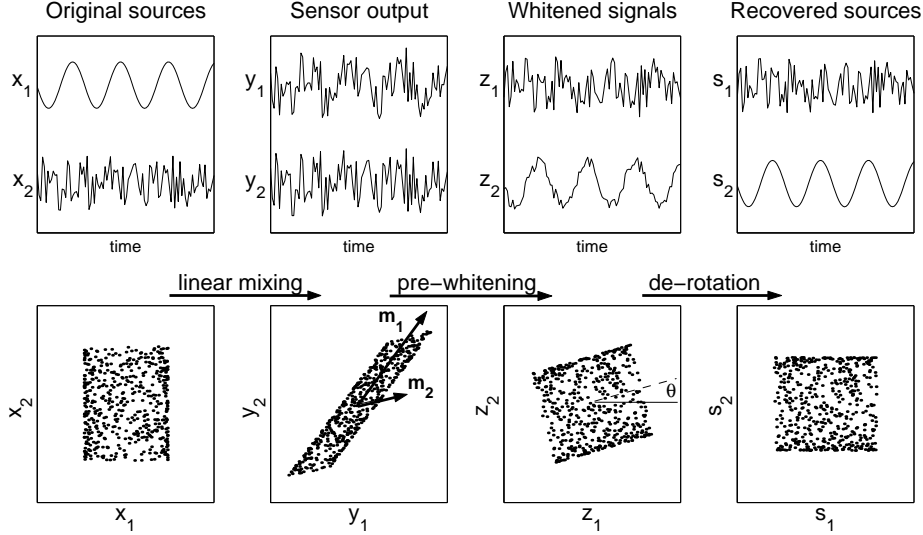 Original sources Sensor output Whitened signals Recovered sources
x1 y1 z1 s1
x2 y2 z2 s2
time time time time
linear mixing pre−whitening de−rotation
m1
m2
θ
x2 y2 z2 s2
x1 y1 z1 s1